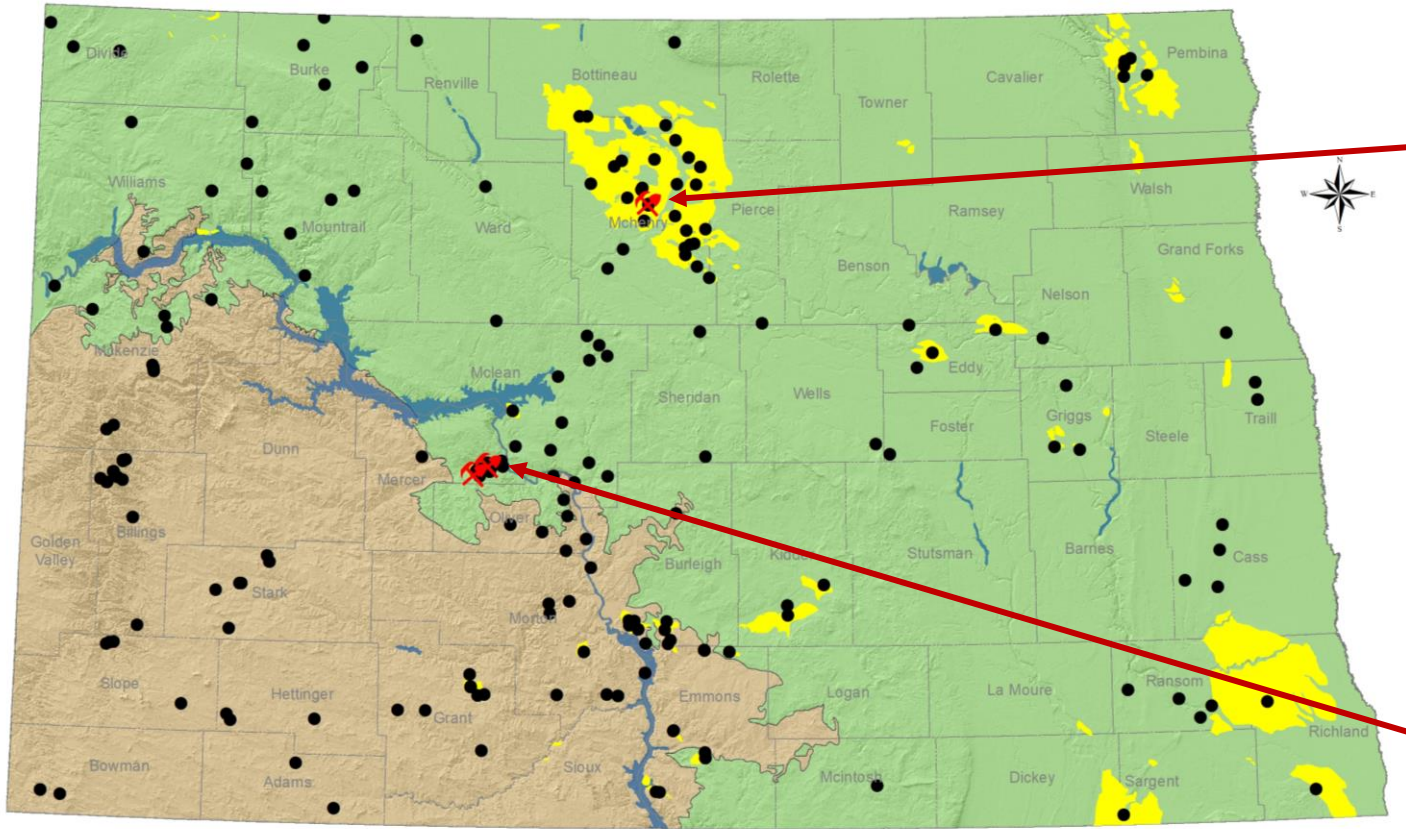 Divide
Burke
Renville
Bottineau
Rolette
Towner
Cavalier
Pembina
Williams
Mountrail
Ward
Mchenry
Pierce
Ramsey
Walsh
Benson
Nelson
Grand Forks
N
W
E
S
Mckenzie
Mclean
Sheridan
Wells
Eddy
Foster
Griggs
Steele
Traill
Dunn
Mercer
Oliver
Golden
Valley
Billings
Stark
Morton
Burleigh
Kidder
Stutsman
Barnes
Cass
Slope
Hettinger
Grant
Emmons
Logan
La Moure
Ransom
Richland
Bowman
Adams
Sioux
Mcintosh
Dickey
Sargent